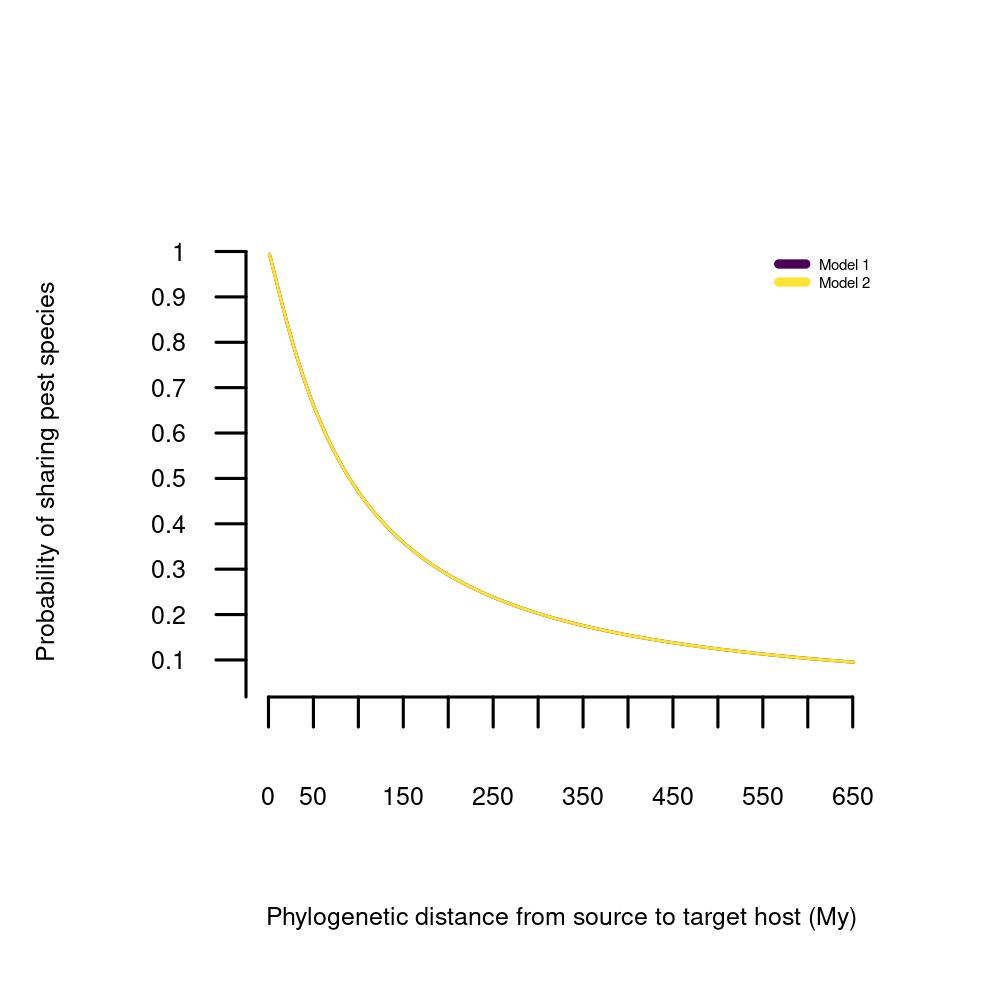 Probability of sharing pest species
1
0.9
0.8
0.7
0.6
0.5
0.4
0.3
0.2
0.1
Model 1
Model 2
0 50 150 250 350 450 550 650
Phylogenetic distance from source to target host (My)